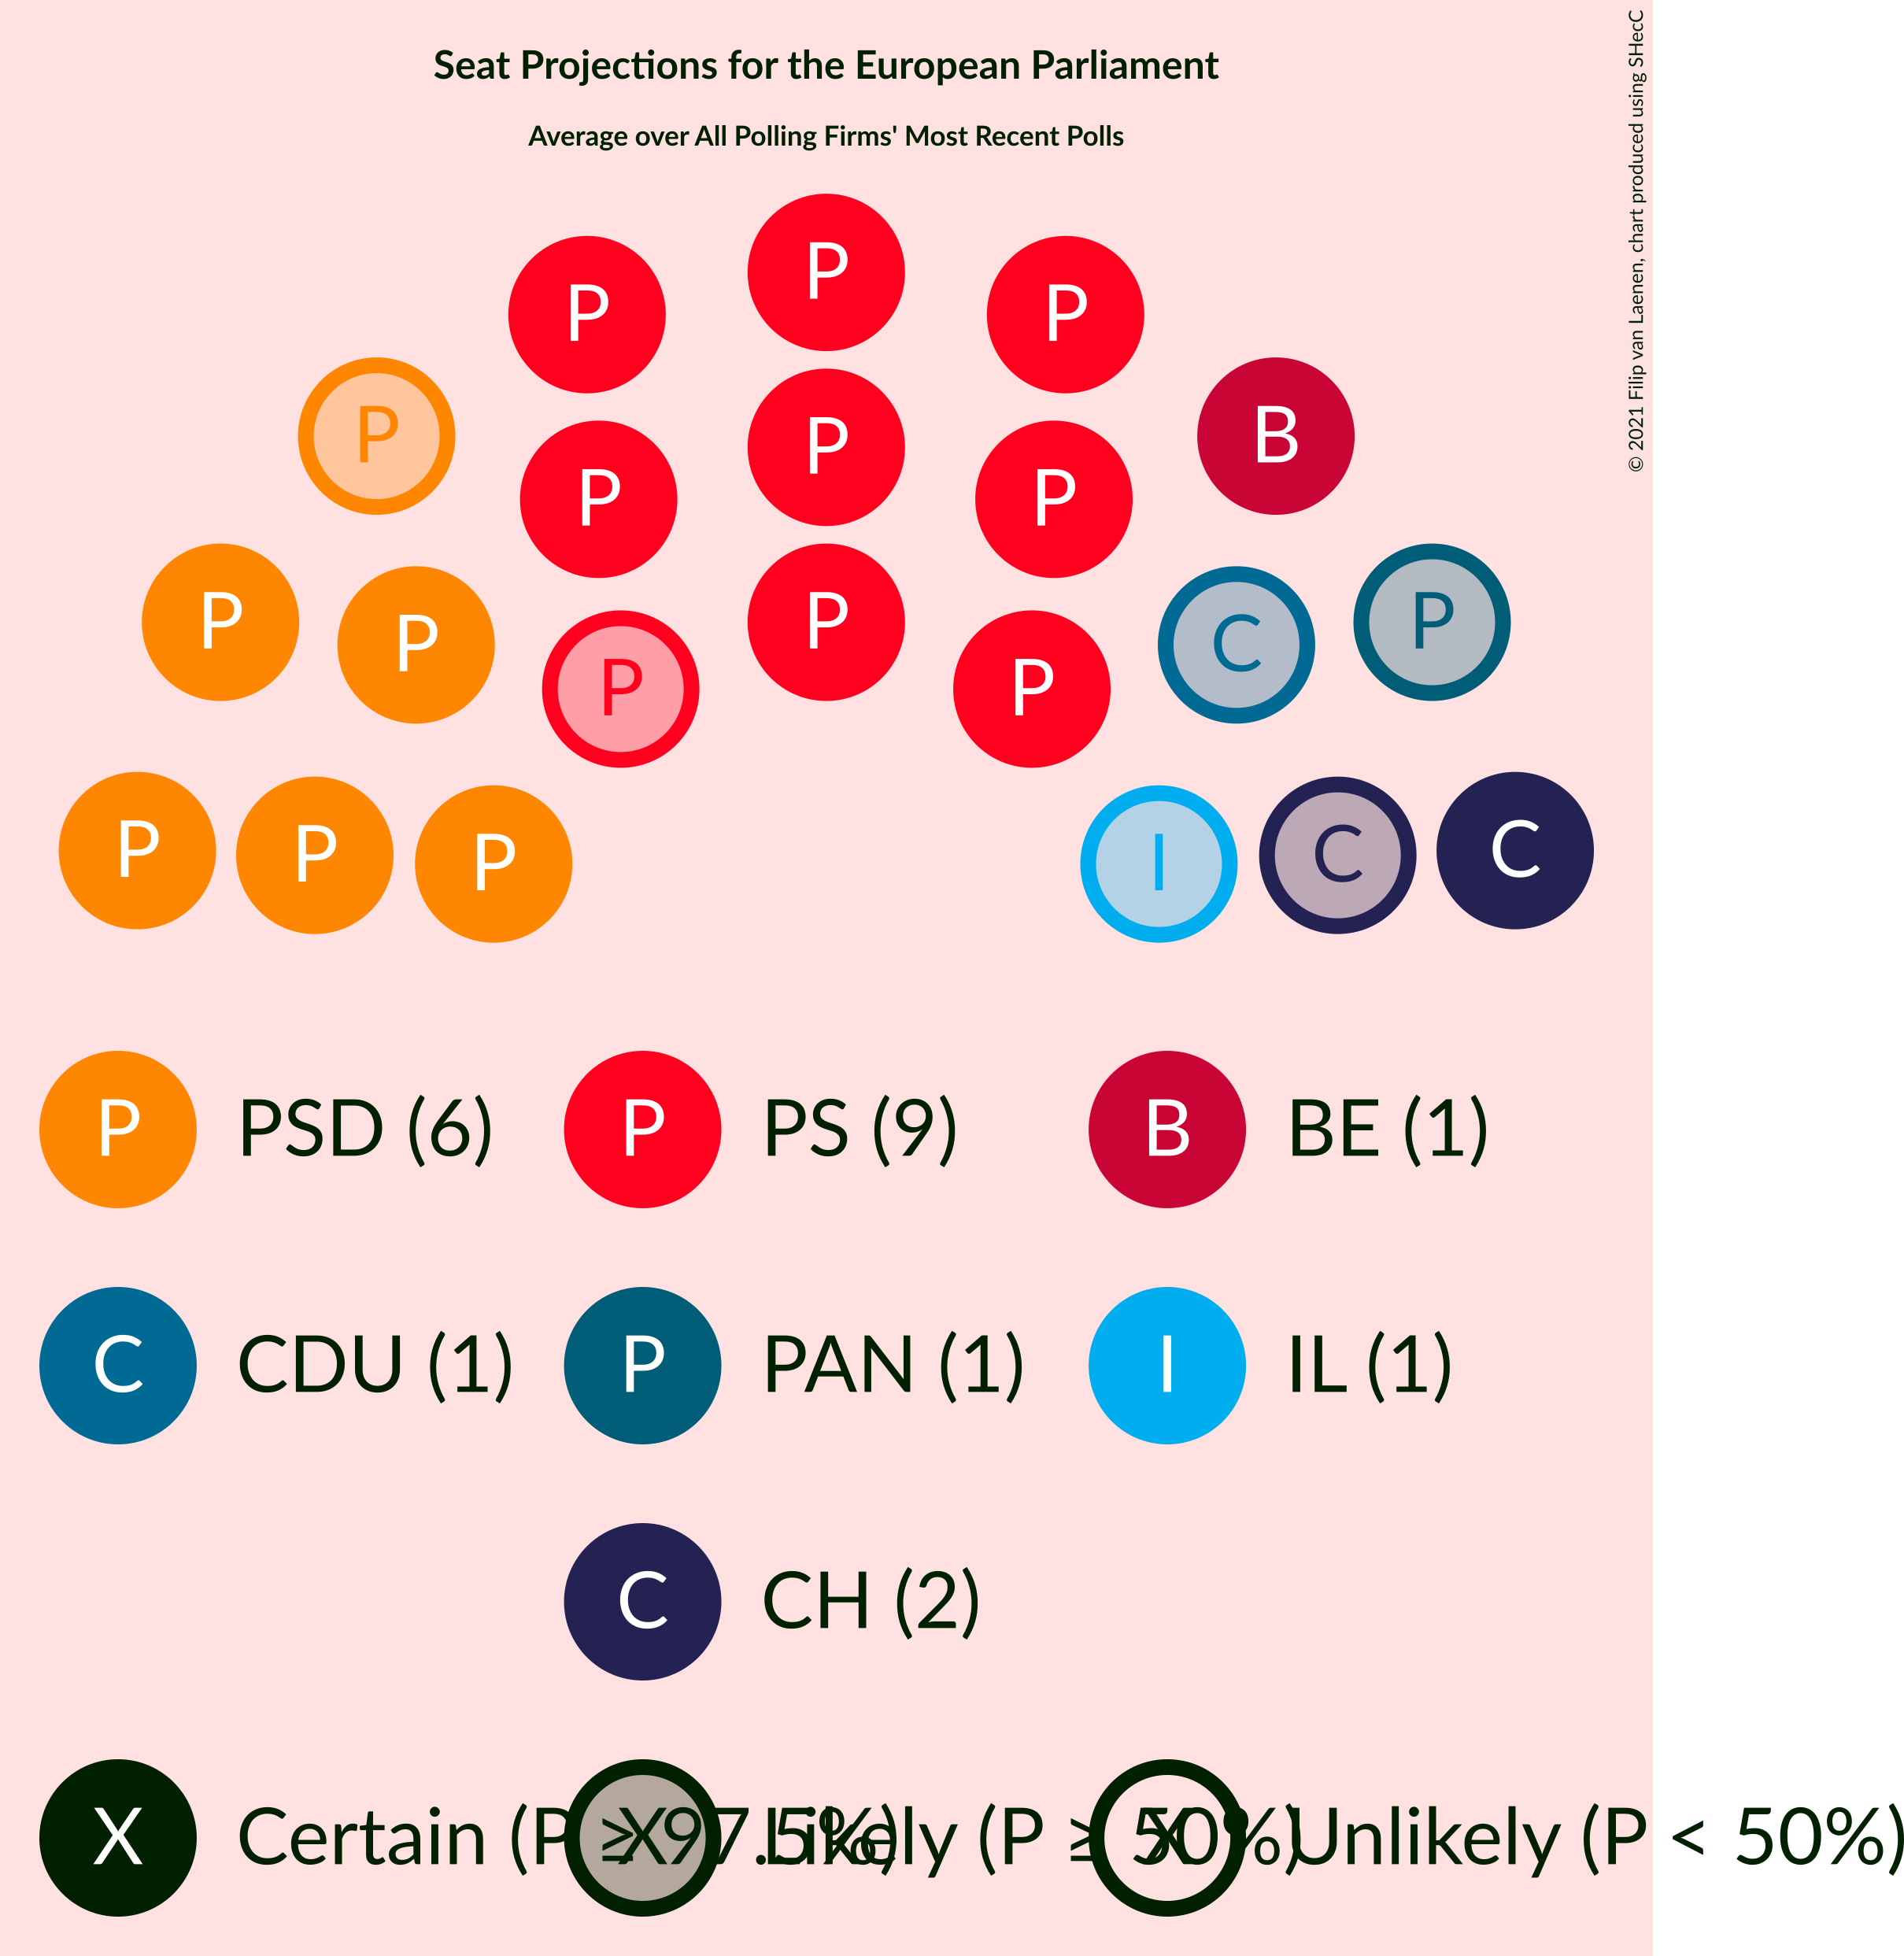 Seat Projections for the European Parliament
Average over All Polling Firms' Most Recent Polls
© 2021 Filip van Laenen, chart produced using SHecC
P
P P
P B
P
P P
P P
P P
C P
P P
P P P
I C C
P PSD (6) P PS (9) B BE (1)
C CDU (1) P PAN (1) I IL (1)
C CH (2)
X Certain (P ≥ 97.5%) X Likely (P ≥ 50%) X Unlikely (P < 50%)